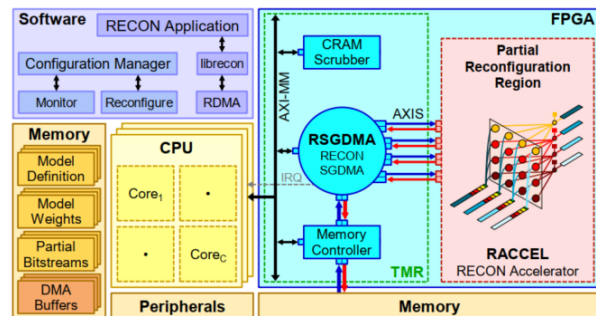 Software
RECON Application
Configuration Manager
librecon
Monitor
Reconfigure
RDMA
Memory
Model
Definition
Model
Weights
Partial
Bitstreams
DMA
Buffers
CPU
Core1
Corec
Peripherals
FPGA
AXI-MM
CRAM
Scrubber
RSGDMA
RECON
SGDMA
AXIS
IRQ
Memory
Controller
TMR
Partial
Reconfiguration
Region
RACCEL
RECON Accelerator
Memory